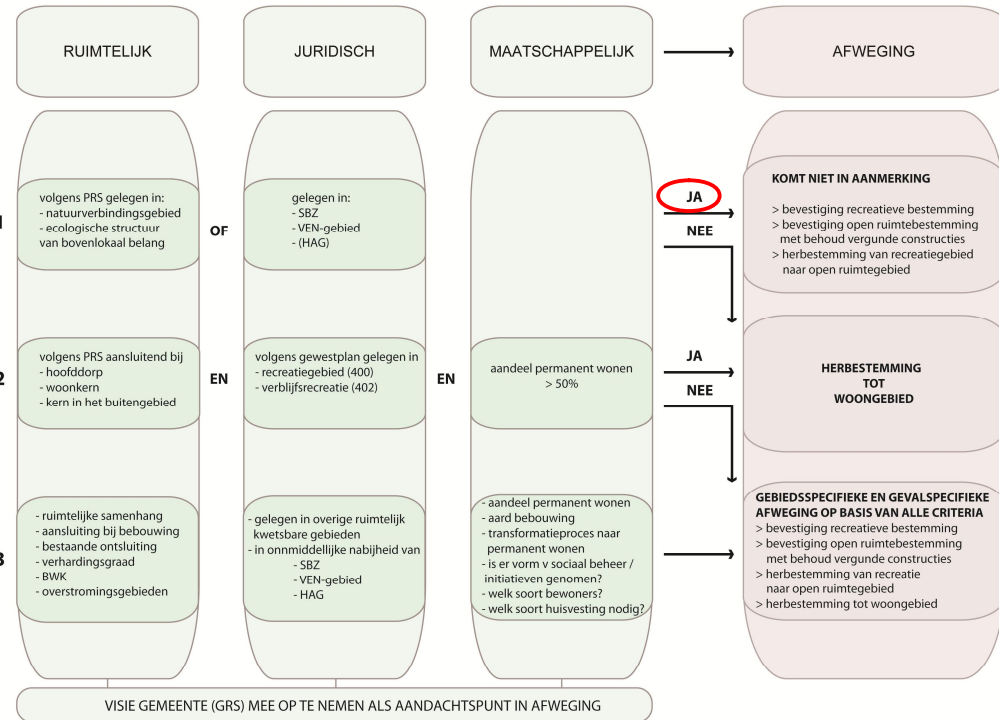 RUIMTELIJK
JURIDISCH
MAATSCHAPPELIJK
AFWEGING
1
volgens PRS gelegen in:
- natuurverbindingsgebied
- ecologische structuur
van bovenlokaal belang
OF
gelegen in:
- SBZ
- VEN-gebied
- (HAG)
JA
NEE
KOMT NIET IN AANMERKING
> bevestiging recreatieve bestemming
> bevestiging open ruimtebestemming
met behoud vergunde constructies
> herbestemming van recreatiegebied
naar open ruimtegebied
2
volgens PRS aansluitend bij
- hoofddorp
- woonkern
- kern in het buitengebied
EN
volgens gewestplan gelegen in
- recreatiegebied (400)
- verblijfsrecreatie (402)
EN
aandeel permanent wonen
> 50%
JA
NEE
HERBESTEMMING
TOT
WOONGEBIED
3
- ruimtelijke samenhang
- aansluiting bij bebouwing
- bestaande ontsluiting
- verhardingsgraad
- BWK
- overstromingsgebieden
- gelegen in overige ruimtelijk
kwetsbare gebieden
- in onnmiddellijke nabijheid van
- SBZ
- VEN-gebied
- HAG
- aandeel permanent wonen
- aard bebouwing
- transformatieproces naar
permanent wonen
- is er vorm v sociaal beheer /
initiatieven genomen?
- welk soort bewoners?
- welk soort huisvesting nodig?
GEBIEDSSPECIFIEKE EN GEVALSPECIFIEKE
AFWEGING OP BASIS VAN ALLE CRITERIA
> bevestiging recreatieve bestemming
> bevestiging open ruimtebestemming
met behoud vergunde constructies
> herbestemming van recreatie
naar open ruimtegebied
> herbestemming tot woongebied
VISIE GEMEENTE (GRS) MEE OP TE NEMEN ALS AANDACHTSPUNT IN AFWEGING